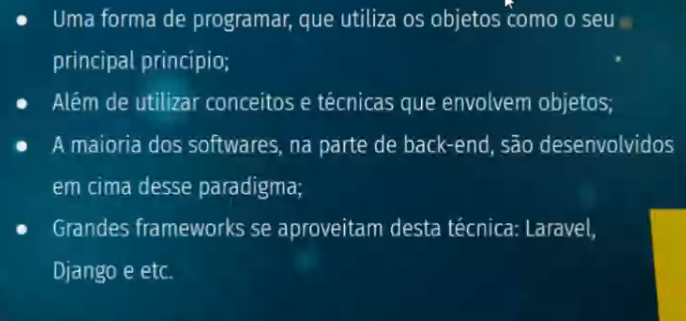 • Uma forma de programar, que utiliza os objetos como o seu
principal princípio;
• Além de utilizar conceitos e técnicas que envolvem objetos;
• A maioria dos softwares, na parte de back-end, são desenvolvidos
em cima desse paradigma;
• Grandes frameworks se aproveitam desta técnica: Laravel,
Django e etc.